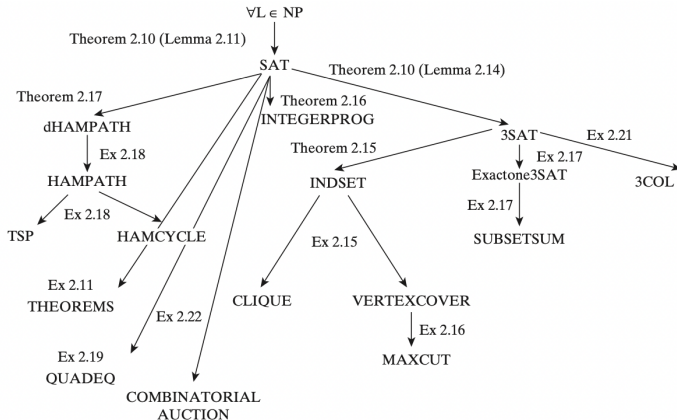 ∀L ∈ NP
Theorem 2.10 (Lemma 2.11)
SAT
Theorem 2.10 (Lemma 2.14)
Theorem 2.17
Theorem 2.16
INTEGERPROG
dHAMPATH
3SAT
Ex 2.21
Theorem 2.15
Ex 2.18
Ex 2.17
Exactone3SAT
HAMPATH
INDSET
3COL
Ex 2.18
Ex 2.17
TSP
HAMCYCLE
Ex 2.15
SUBSETSUM
Ex 2.11
THEOREMS
CLIQUE
VERTEXCOVER
Ex 2.22
Ex 2.16
Ex 2.19
QUADEQ
MAXCUT
COMBINATORIAL
AUCTION